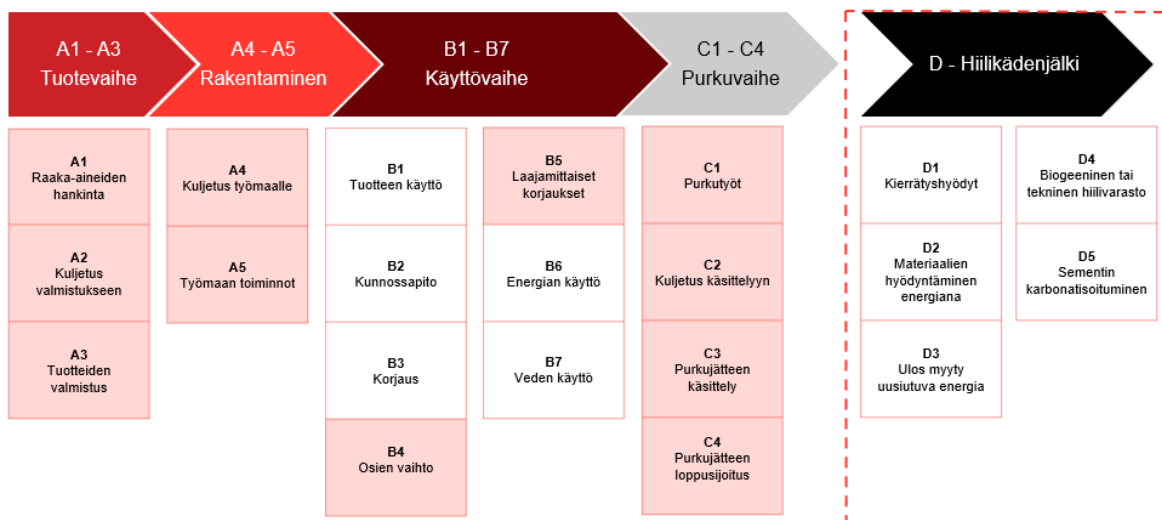 A1 - A3
Tuotevaihe
A4 - A5
Rakentaminen
B1 - B7
Käyttövaihe
C1 - C4
Purkuvaihe
D - Hiilikädenjälki
A1
Raaka-aineiden
hankinta
A2
Kuljetus
valmistukseen
A3
Tuotteiden
valmistus
A4
Kuljetus työmaalle
A5
Työmaan toiminnot
B1
Tuotteen käyttö
B2
Kunnossapito
B3
Korjaus
B4
Osien vaihto
B5
Laajamittaiset
korjaukset
B6
Energian käyttö
B7
Veden käyttö
C1
Purkutyöt
C2
Kuljetus käsittelyyn
C3
Purkujätteen
käsittely
C4
Purkujätteen
loppusijoitus
D1
Kierrätyshyödyt
D2
Materiaalien
hyödyntäminen
energiana
D3
Ulos myyty
uusiutuva energia
D4
Biogeeninen tai
tekninen hiilivarasto
D5
Sementin
karbonatisoituminen